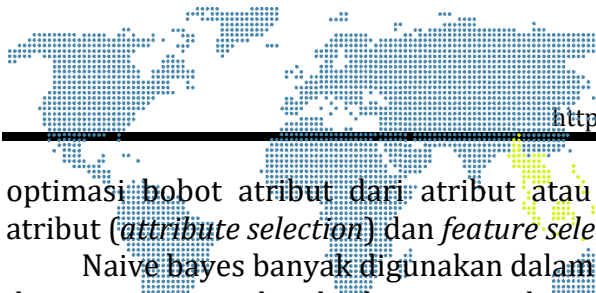 http
optimasi bobot atribut dari atribut atau
atribut (attribute selection) dan feature sele
Naive bayes banyak digunakan dalam